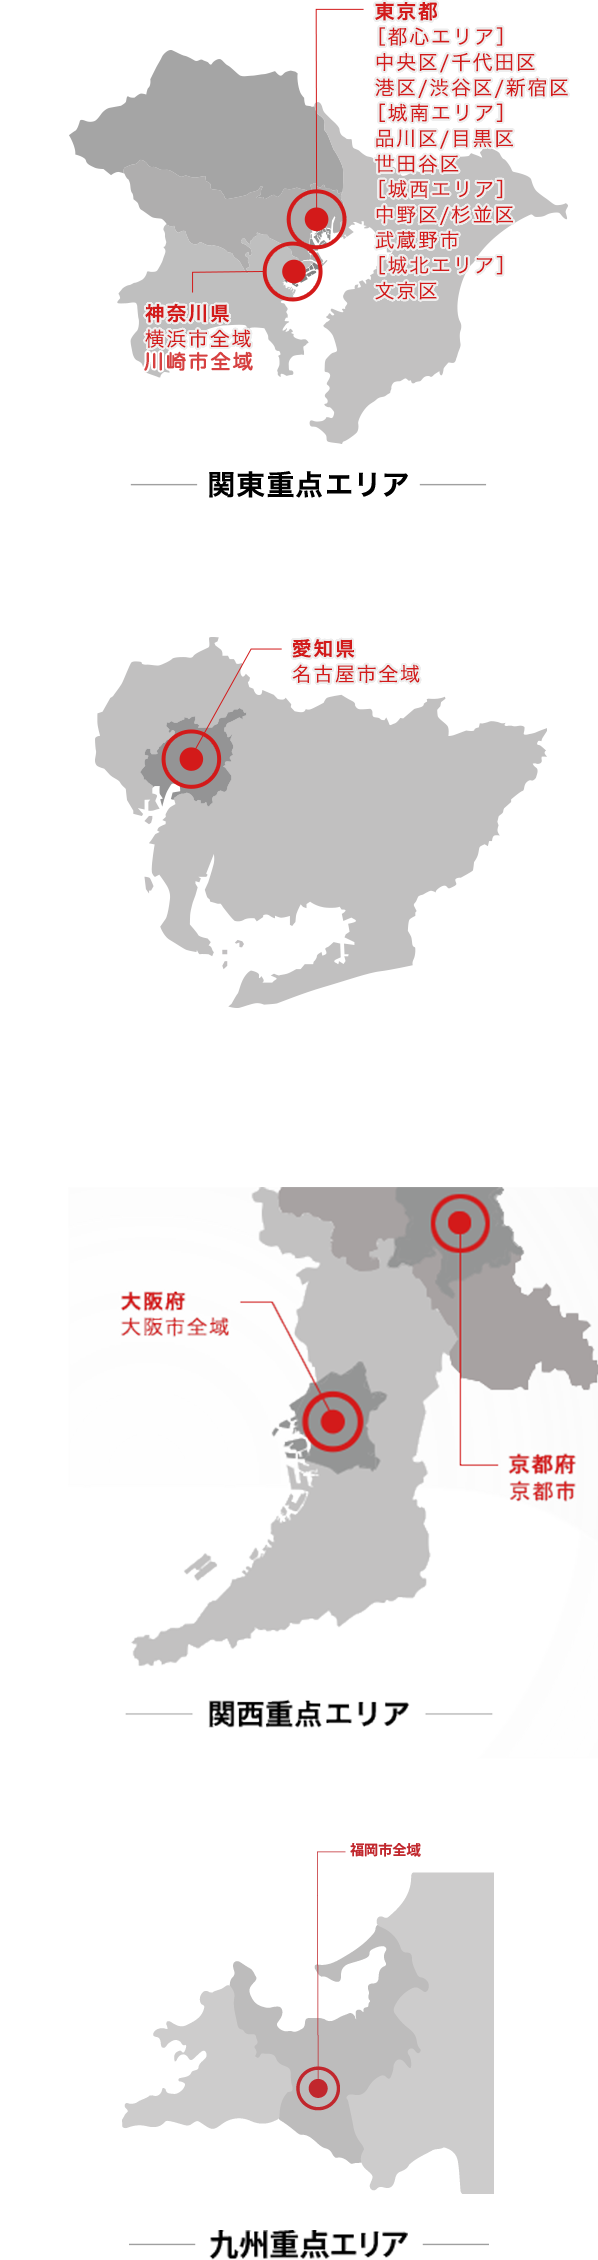 東京都
［都心エリア］
中央区/千代田区
港区/渋谷区/新宿区
［城南エリア］
品川区/目黒区
世田谷区
［城西エリア］
中野区/杉並区
武蔵野市
［城北エリア］
文京区
神奈川県
横浜市全域
川崎市全域
関東重点エリア
愛知県
名古屋市全域
大阪府
大阪市全域
京都府
京都市
関西重点エリア
福岡市全域
九州重点エリア